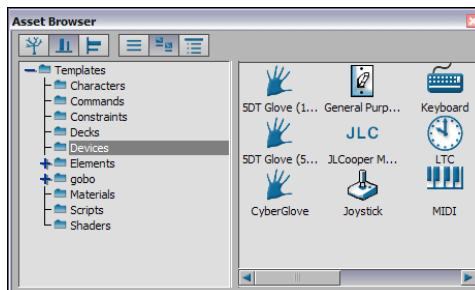 Asset Browser
Templates
Characters
Commands
Constraints
Decks
Devices
Elements
gobo
Materials
Scripts
Shaders
5DT Glove (1... General Purp... Keyboard
JLC
5DT Glove (5... JLCooper M... LTC
CyberGlove Joystick MIDI